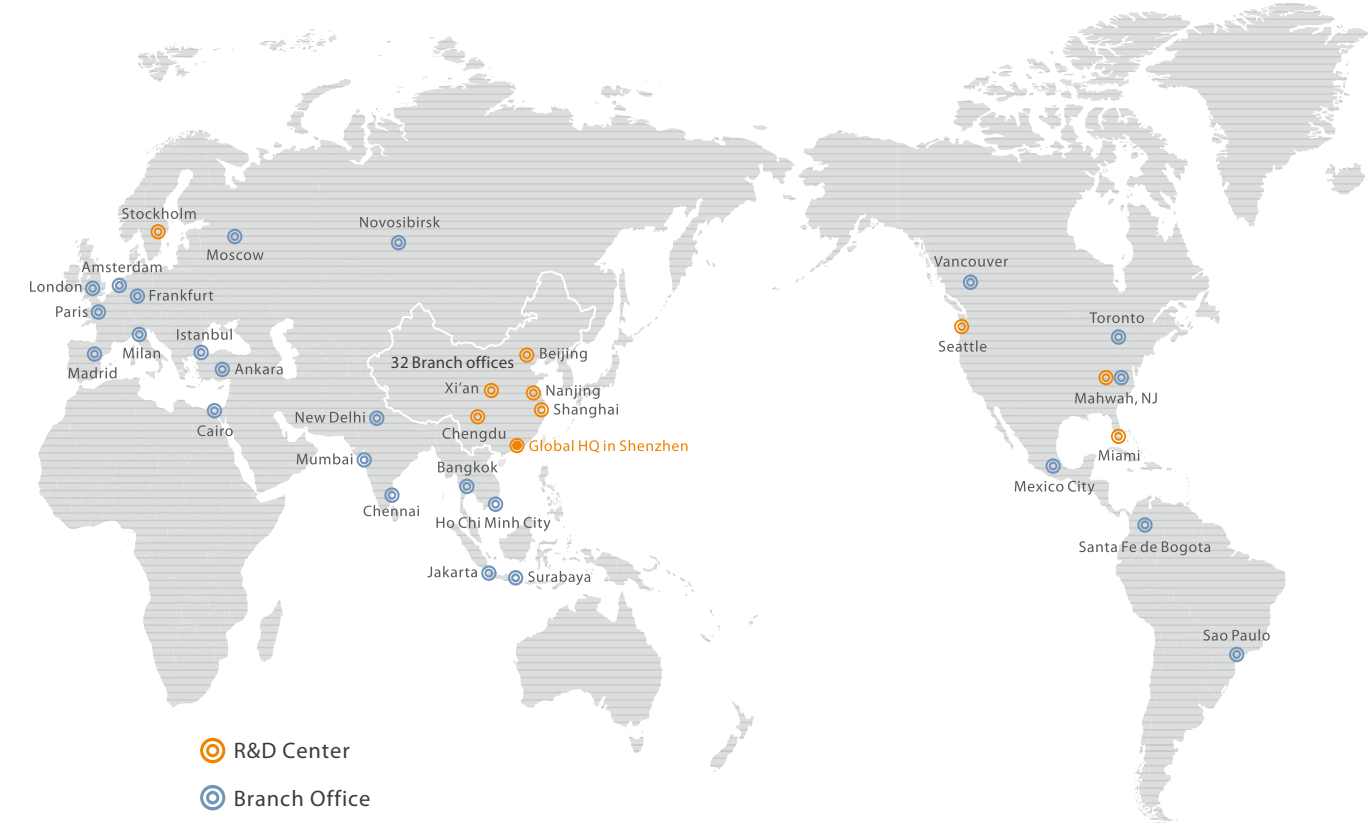 Stockholm
Novosibirsk
Moscow
Amsterdam
London
Frankfurt
Paris
Istanbul
Milan
Madrid
Ankara
Cairo
32 Branch offices
Beijing
Xi’an
Nanjing
Shanghai
New Delhi
Chengdu
Global HQ in Shenzhen
Mumbai
Bangkok
Chennai
Ho Chi Minh City
Jakarta
Surabaya
Vancouver
Toronto
Seattle
Mahwah, NJ
Miami
Mexico City
Santa Fe de Bogota
Sao Paulo
R&D Center
Branch Office